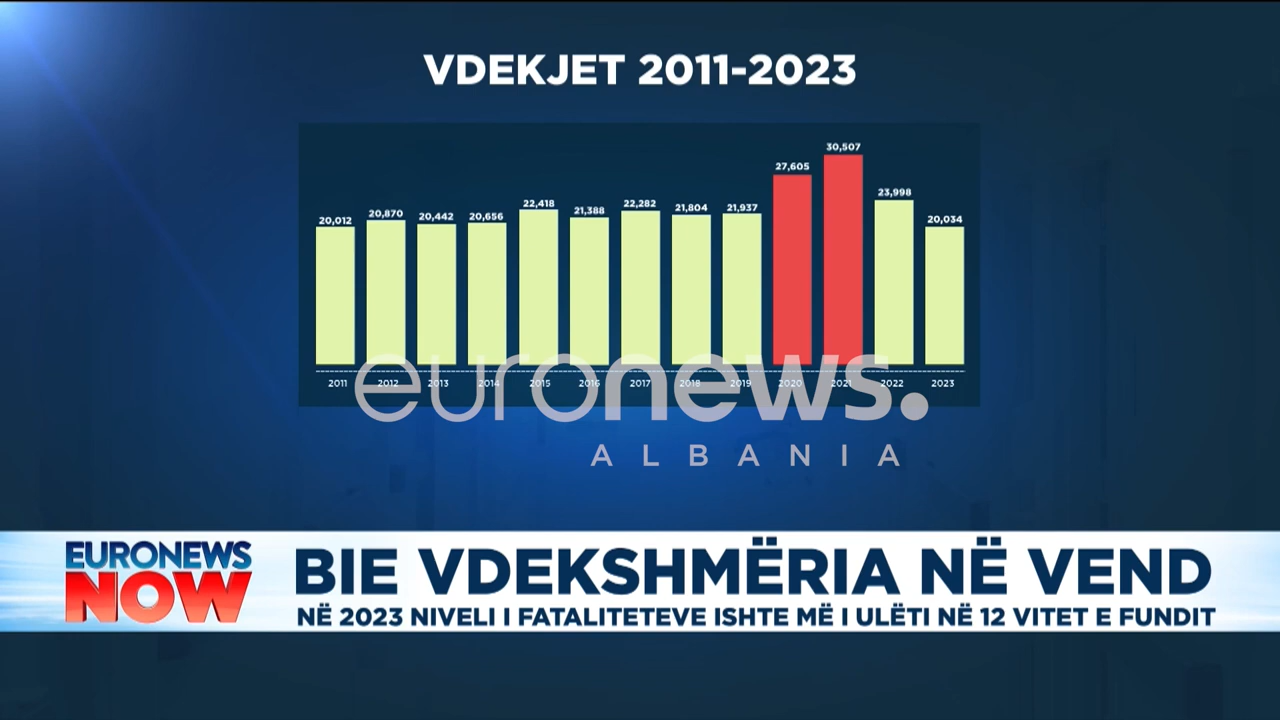 VDEKJET 2011-2023
20,012 20,870 20,442 20,656 22,418 21,388 22,282 21,804 21,937 27,605 30,507 23,998 20,034
2011 2012 2013 2014 2015 2016 2017 2018 2019 2020 2021 2022 2023
euronews.
ALBANIA
EURONEWS
NOW
BIE VDEKSHMËRIA NË VEND
NË 2023 NIVELI I FATALITETEVE ISHTE MË I ULËTI NË 12 VITET E FUNDIT